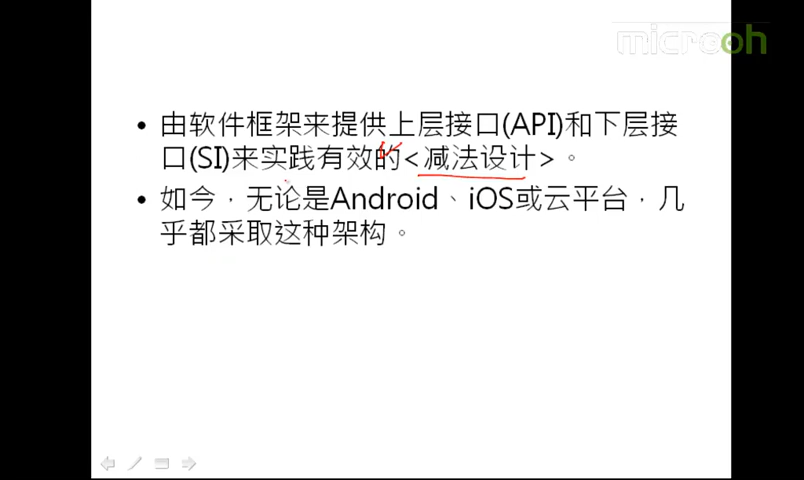 microoh
• 由软件框架来提供上层接口(API)和下层接
口(SI)来实践有效的<减法设计>。
• 如今，无论是Android、iOS或云平台，几
乎都采取这种架构。